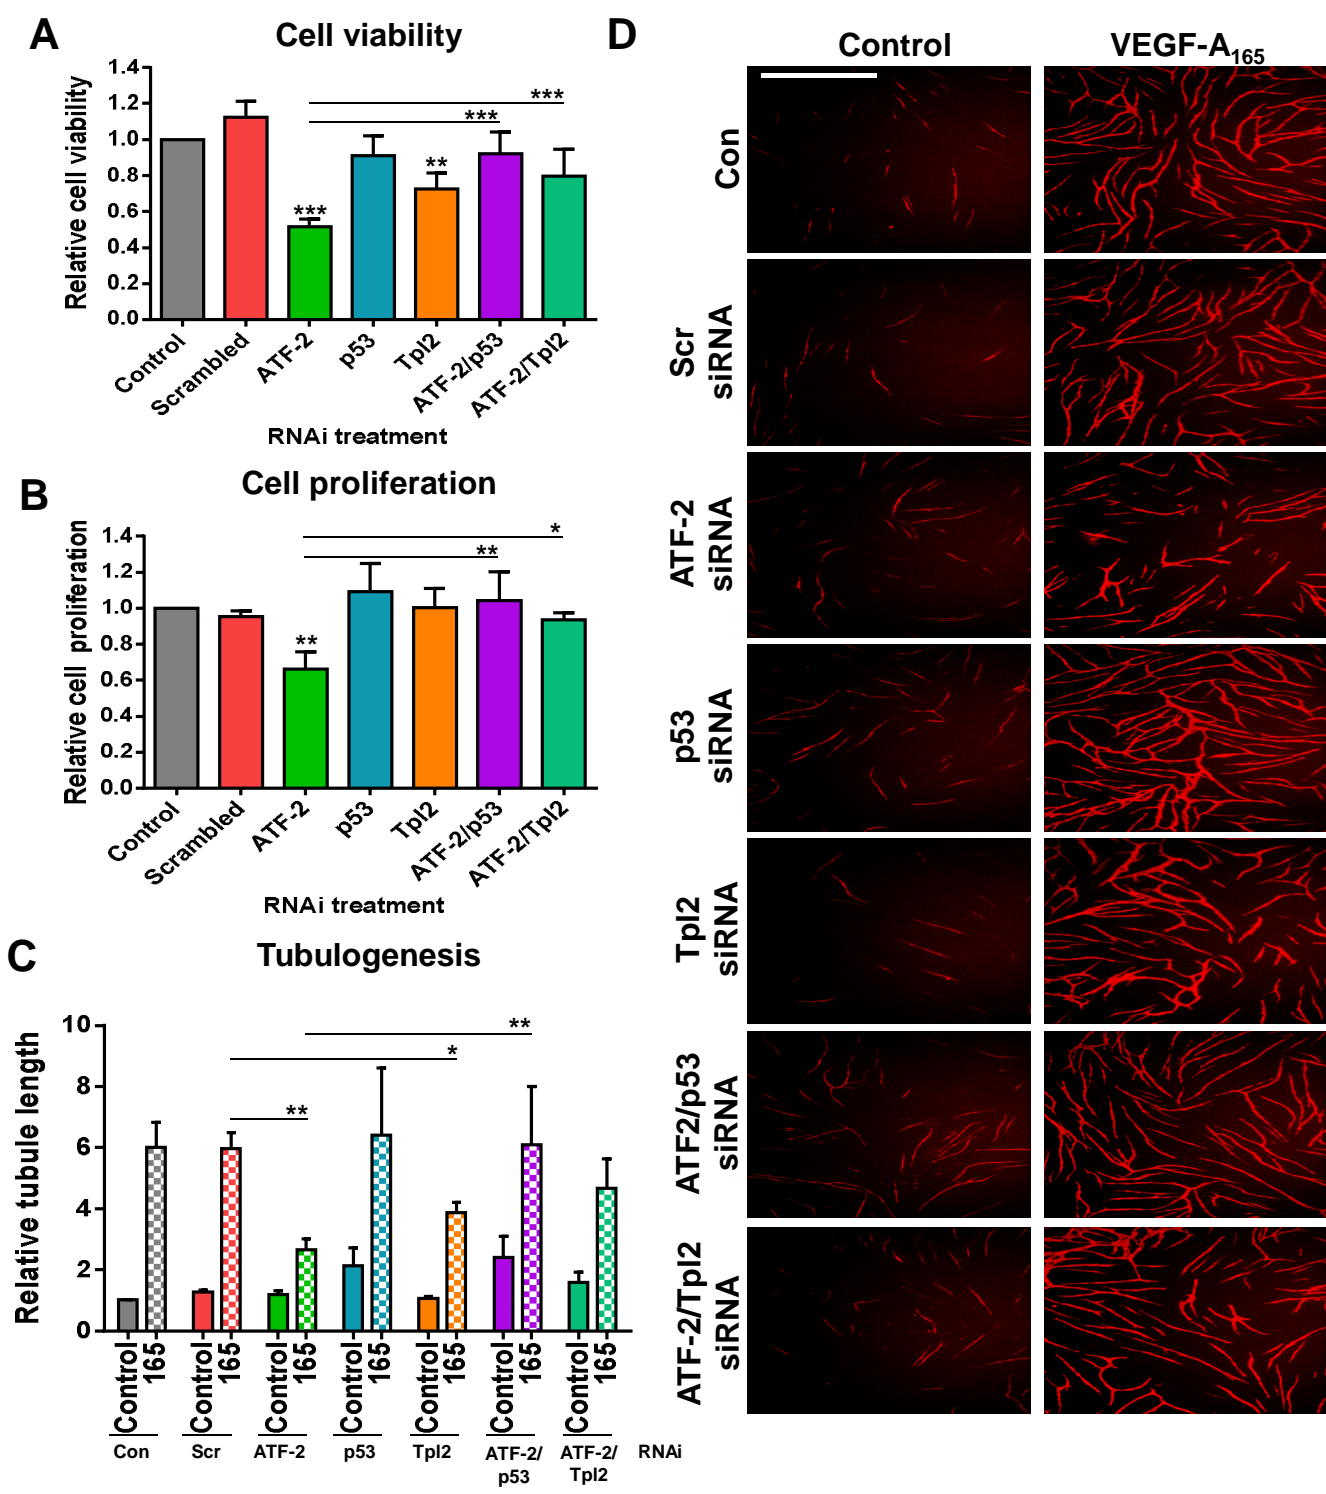 A
Cell viability
Relative cell viability
1.4
1.2
1.0
0.8
0.6
0.4
0.2
0.0
***
**
***
***
Control
Scrambled
ATF-2
p53
Tpl2
ATF-2/p53
ATF-2/Tpl2
RNAi treatment
B
Cell proliferation
Relative cell proliferation
1.4
1.2
1.0
0.8
0.6
0.4
0.2
0.0
**
**
*
Control
Scrambled
ATF-2
p53
Tpl2
ATF-2/p53
ATF-2/Tpl2
RNAi treatment
C
Tubulogenesis
Relative tubule length
10
8
6
4
2
0
**
*
**
Control 165 Control 165 Control 165 Control 165 Control 165 Control 165 Control 165
Con Scr ATF-2 p53 Tpl2 ATF-2/ ATF-2/ RNAi
p53 Tpl2
D
Control VEGF-A165
Con
Scr
siRNA
ATF-2
siRNA
p53
siRNA
Tpl2
siRNA
ATF2/p53
siRNA
ATF-2/Tpl2
siRNA